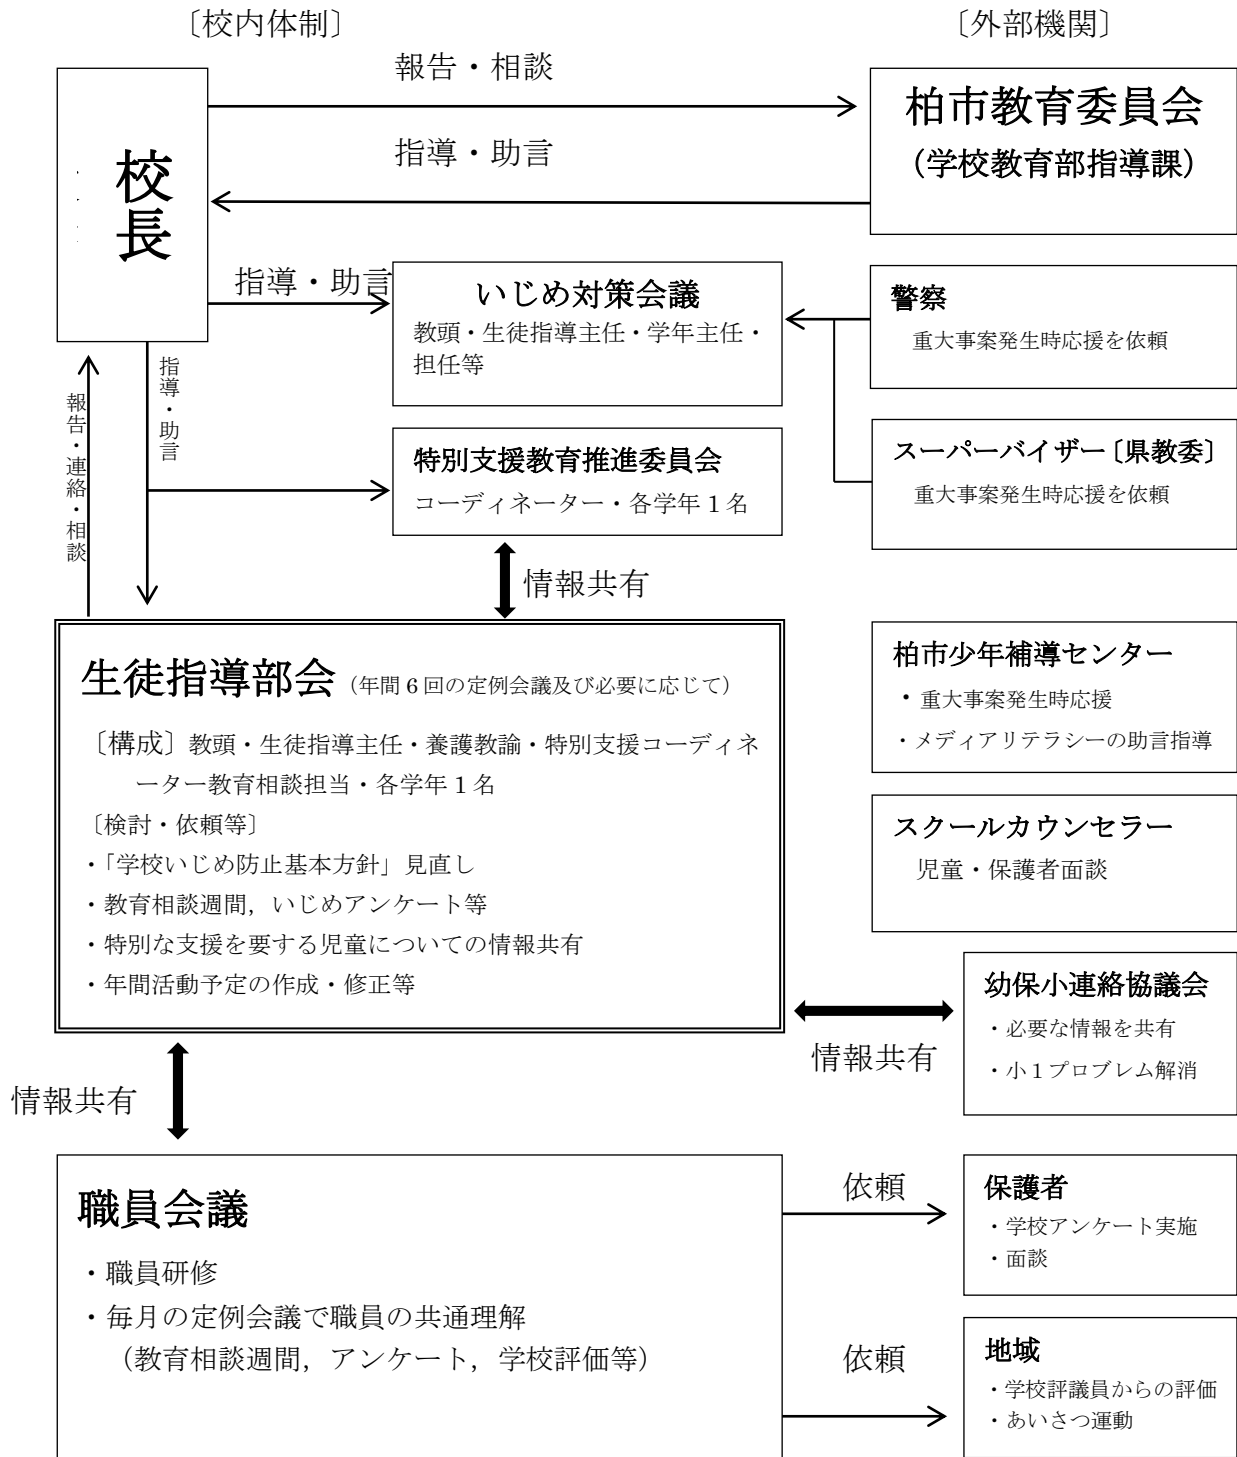 〔校内体制〕
〔外部機関〕
報告・相談
校長
柏市教育委員会
（学校教育部指導課）
指導・助言
指導・助言
いじめ対策会議
教頭・生徒指導主任・学年主任・
担任等
警察
重大事案発生時応援を依頼
指導・助言
報告・連絡・相談
特別支援教育推進委員会
コーディネーター・各学年１名
スーパーバイザー〔県教委〕
重大事案発生時応援を依頼
情報共有
生徒指導部会（年間 6 回の定例会議及び必要に応じて）
〔構成〕教頭・生徒指導主任・養護教諭・特別支援コーディネ
ーター教育相談担当・各学年１名
〔検討・依頼等〕
・「学校いじめ防止基本方針」見直し
・教育相談週間，いじめアンケート等
・特別な支援を要する児童についての情報共有
・年間活動予定の作成・修正等
柏市少年補導センター
・重大事案発生時応援
・メディアリテラシーの助言指導
スクールカウンセラー
児童・保護者面談
幼保小連絡協議会
・必要な情報を共有
・小１プロブレム解消
情報共有
情報共有
職員会議
・職員研修
・毎月の定例会議で職員の共通理解
（教育相談週間，アンケート，学校評価等）
依頼
保護者
・学校アンケート実施
・面談
依頼
地域
・学校評議員からの評価
・あいさつ運動